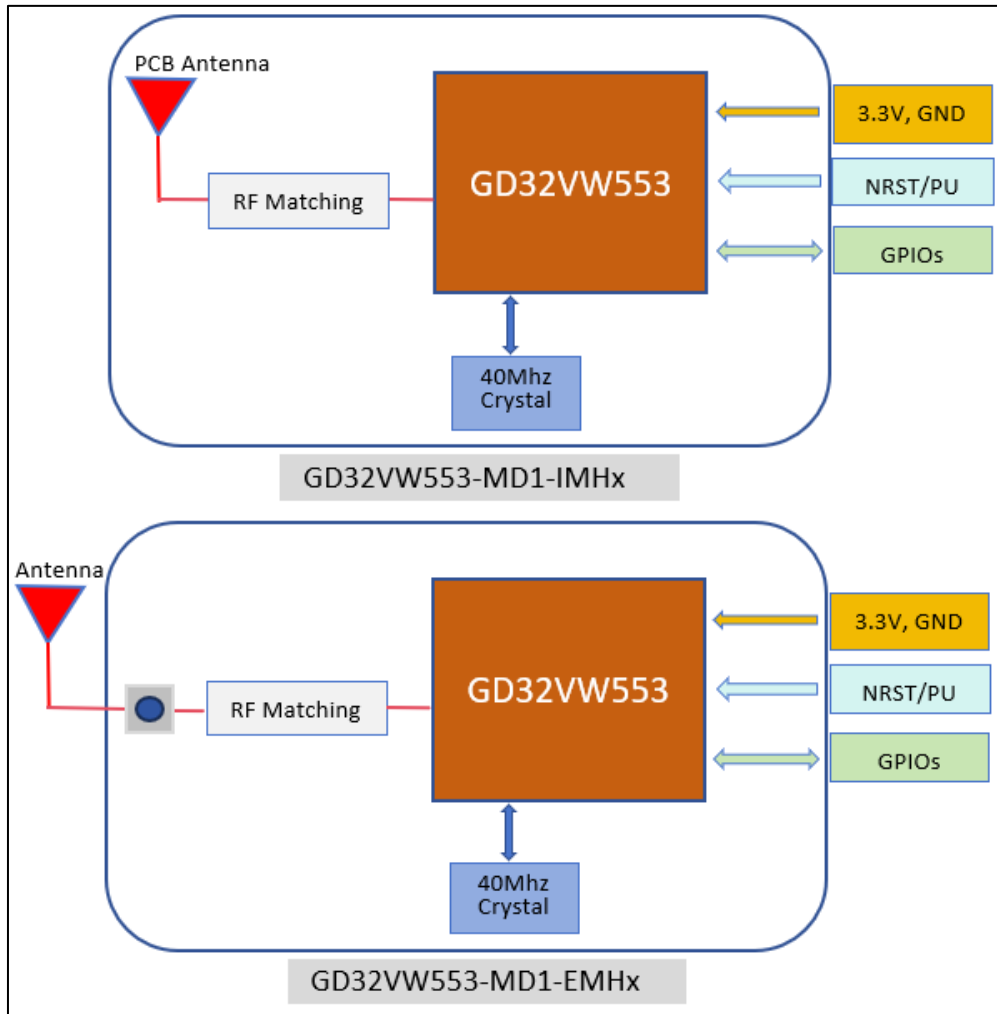 PCB Antenna
3.3V, GND
GD32VW553
NRST/PU
RF Matching
GPIOs
40Mhz
Crystal
GD32VW553-MD1-IMHx
Antenna
3.3V, GND
GD32VW553
NRST/PU
RF Matching
GPIOs
40Mhz
Crystal
GD32VW553-MD1-EMHx